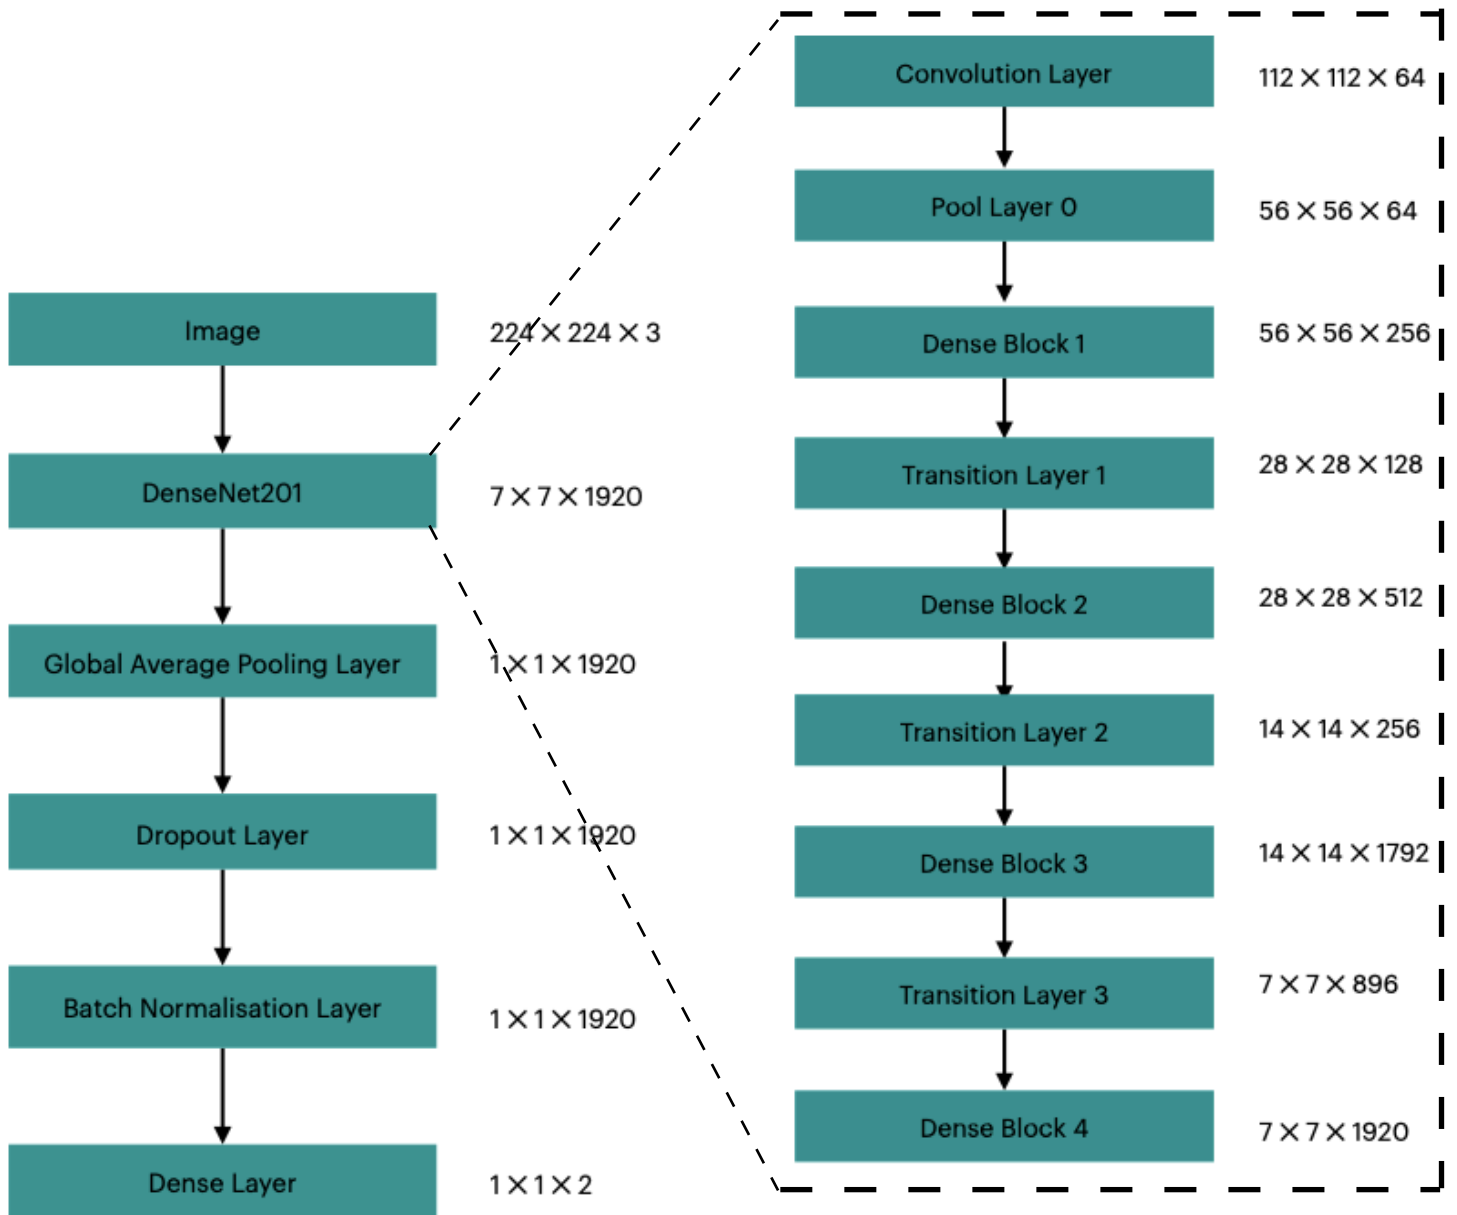 Image
224 × 224 × 3
DenseNet201
7 × 7 × 1920
Global Average Pooling Layer
1 × 1 × 1920
Dropout Layer
1 × 1 × 1920
Batch Normalisation Layer
1 × 1 × 1920
Dense Layer
1 × 1 × 2
Convolution Layer
112 × 112 × 64
Pool Layer 0
56 × 56 × 64
Dense Block 1
56 × 56 × 256
Transition Layer 1
28 × 28 × 128
Dense Block 2
28 × 28 × 512
Transition Layer 2
14 × 14 × 256
Dense Block 3
14 × 14 × 1792
Transition Layer 3
7 × 7 × 896
Dense Block 4
7 × 7 × 1920